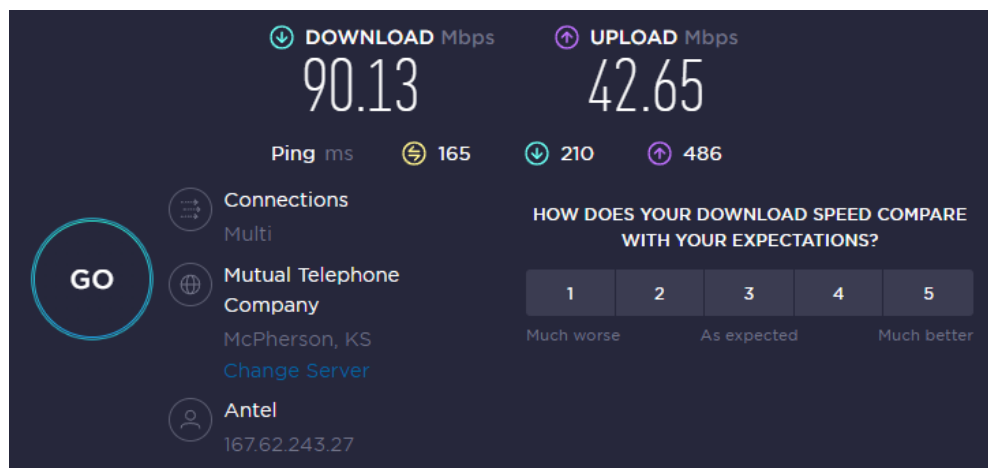 DOWNLOAD Mbps
90.13
UPLOAD Mbps
42.65
Ping ms 165 210 486
GO
Connections
Multi
Mutual Telephone
Company
McPherson, KS
Change Server
Antel
167.62.243.27
HOW DOES YOUR DOWNLOAD SPEED COMPARE
WITH YOUR EXPECTATIONS?
1 2 3 4 5
Much worse As expected Much better